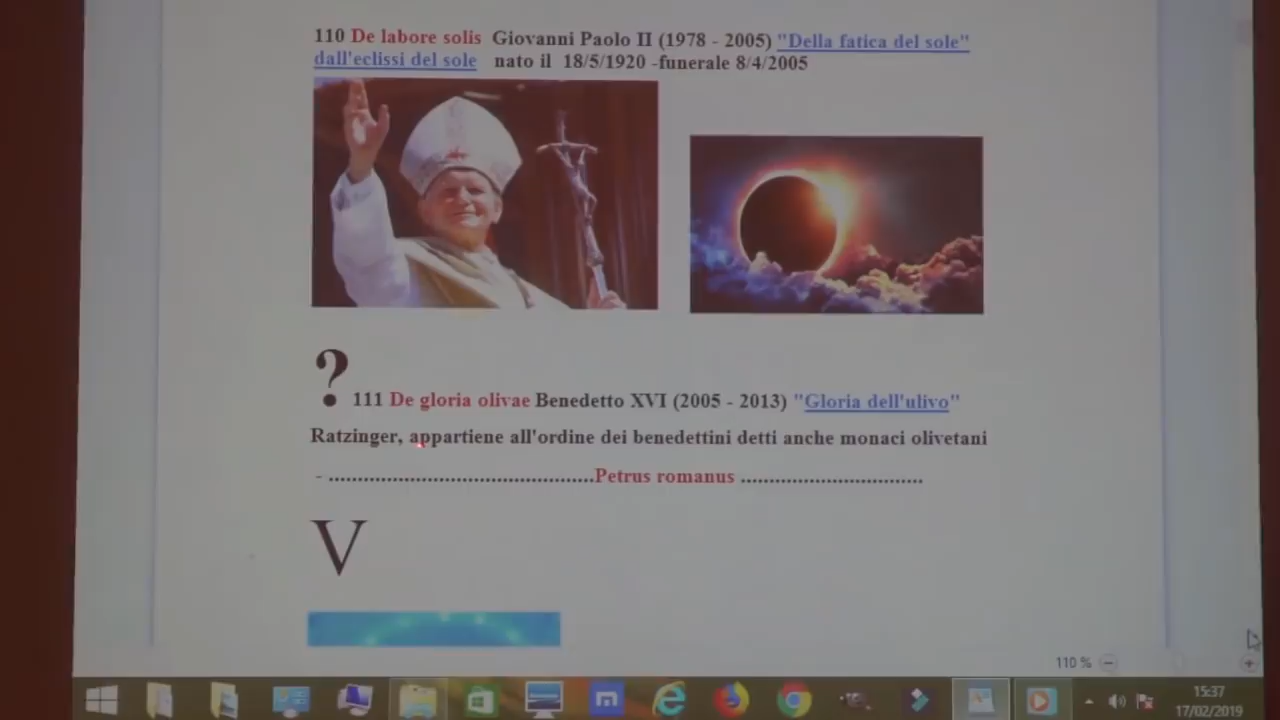 110 De labore solis Giovanni Paolo II (1978 - 2005) "Della fatica del sole"
dall'eclissi del sole nato il 18/5/1920 -funerale 8/4/2005
?
111 De gloria olivae Benedetto XVI (2005 - 2013) "Gloria dell'ulivo"
Ratzinger, appartiene all'ordine dei benedettini detti anche monaci olivetani
- ..............................................Petrus romanus ................................
V
110 %
15:37
17/02/2019